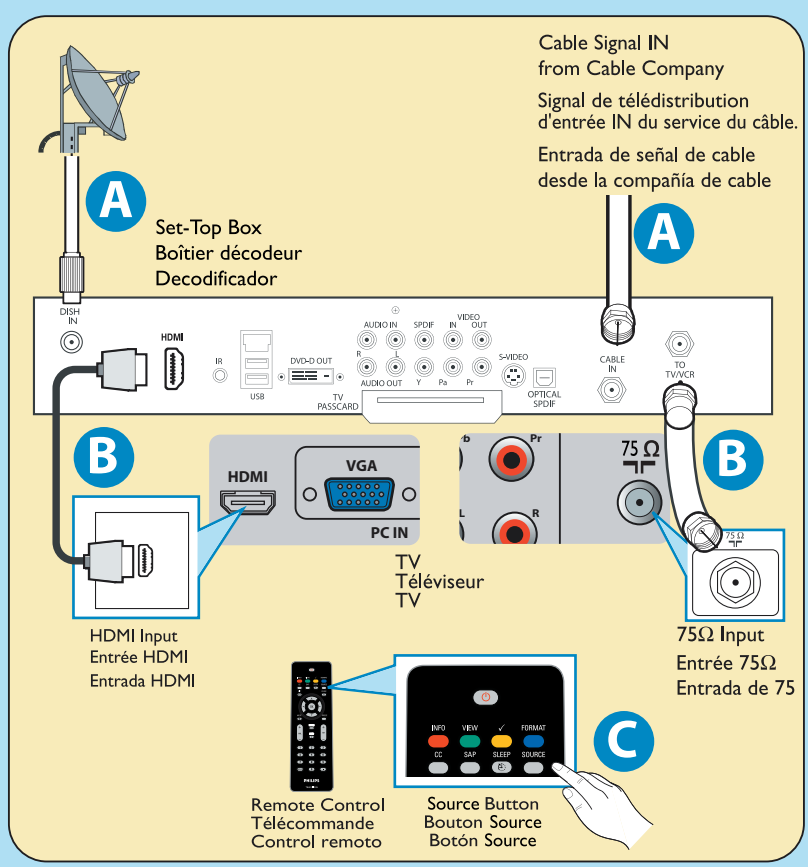 Cable Signal IN
from Cable Company
Signal de télédistribution
d'entrée IN du service du câble.
Entrada de señal de cable
desde la compañía de cable
A
A
Set-Top Box
Boîtier décodeur
Decodificador
DISH
IN
HDMI
IR
USB
DVD-D OUT
TV
PASSCARD
AUDIO IN SPDIF IN VIDEO OUT
R L
AUDIO OUT Y Pa Pr
S-VIDEO
OPTICAL
SPDIF
CABLE
IN
TO
TV/VCR
B
B
HDMI
VGA
PC IN
b Pr
L R
75 Ω
75 Ω
TV
Téléviseur
TV
HDMI Input
Entrée HDMI
Entrada HDMI
75Ω Input
Entrée 75Ω
Entrada de 75
INFO VIEW ✓ FORMAT
CC SAP SLEEP SOURCE
C
PHILIPS
Remote Control
Télécommande
Control remoto
Source Button
Bouton Source
Botón Source